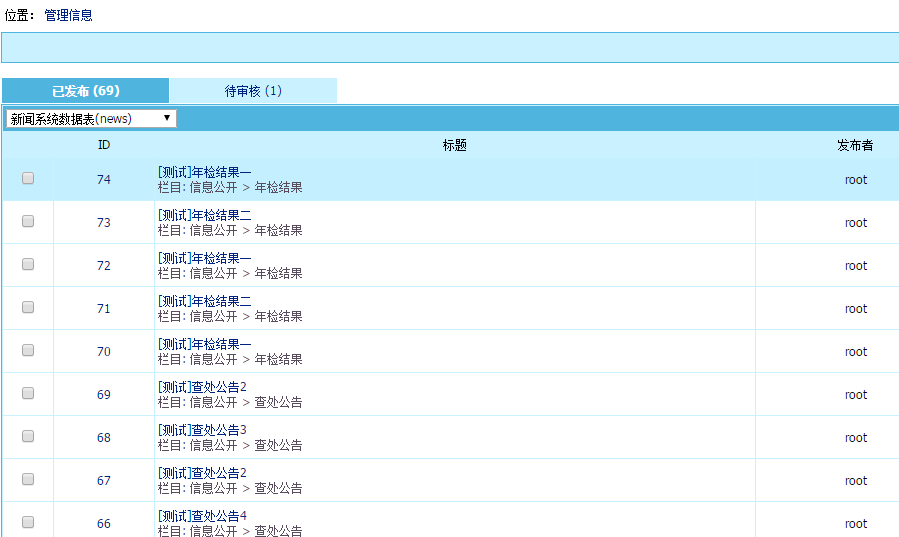 位置： 管理信息
已发布 (69) 待审核 (1)
新闻系统数据表(news)
ID 标题 发布者
74 [测试]年检结果一 root
栏目: 信息公开 > 年检结果
73 [测试]年检结果二 root
栏目: 信息公开 > 年检结果
72 [测试]年检结果一 root
栏目: 信息公开 > 年检结果
71 [测试]年检结果二 root
栏目: 信息公开 > 年检结果
70 [测试]年检结果一 root
栏目: 信息公开 > 年检结果
69 [测试]查处公告2 root
栏目: 信息公开 > 查处公告
68 [测试]查处公告3 root
栏目: 信息公开 > 查处公告
67 [测试]查处公告2 root
栏目: 信息公开 > 查处公告
66 [测试]查处公告4 root
栏目: 信息公开 > 查处公告